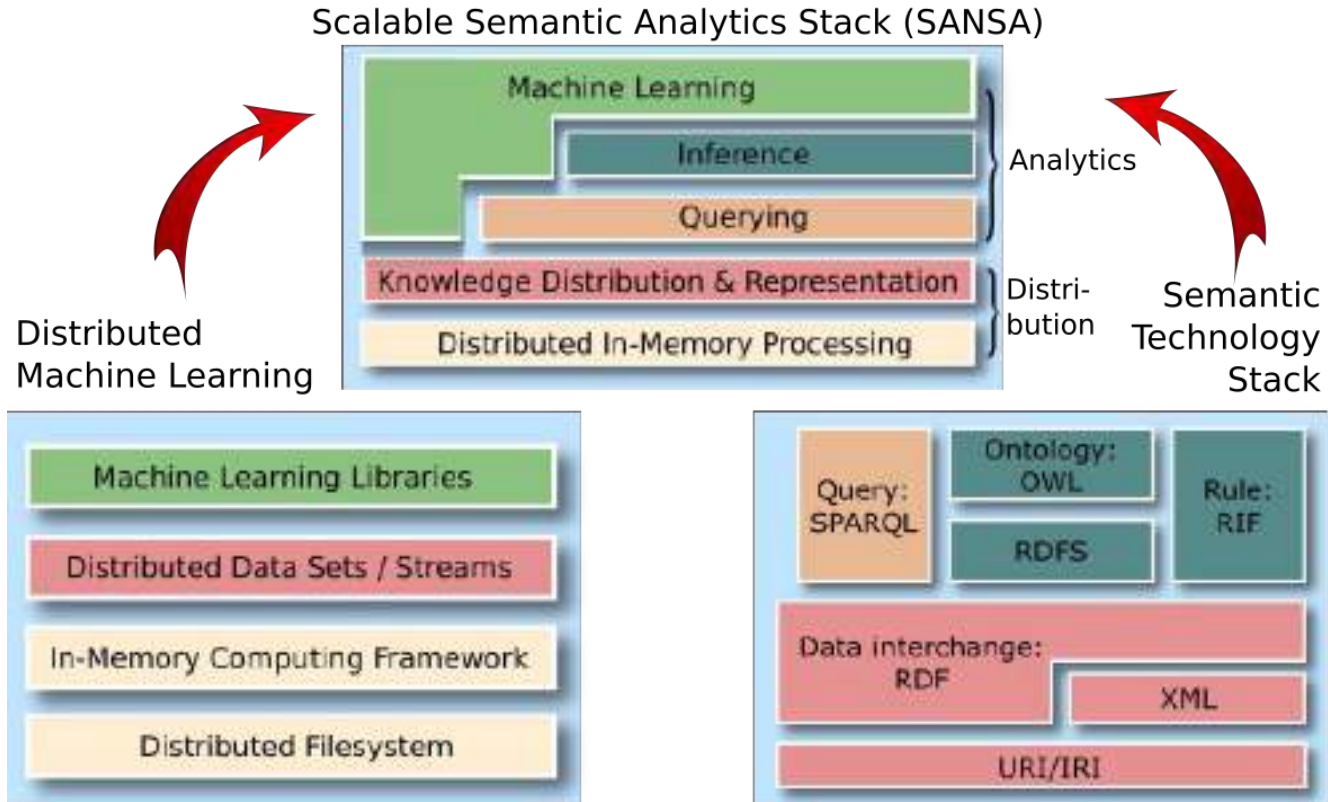 Scalable Semantic Analytics Stack (SANSA)
Machine Learning
Inference
Querying
Analytics
Knowledge Distribution & Representation
Distributed In-Memory Processing
Distri-
bution
Distributed
Machine Learning
Semantic
Technology
Stack
Machine Learning Libraries
Distributed Data Sets / Streams
In-Memory Computing Framework
Distributed Filesystem
Query:
SPARQL
Ontology:
OWL
RDFS
Rule:
RIF
Data interchange:
RDF
XML
URI/IRI